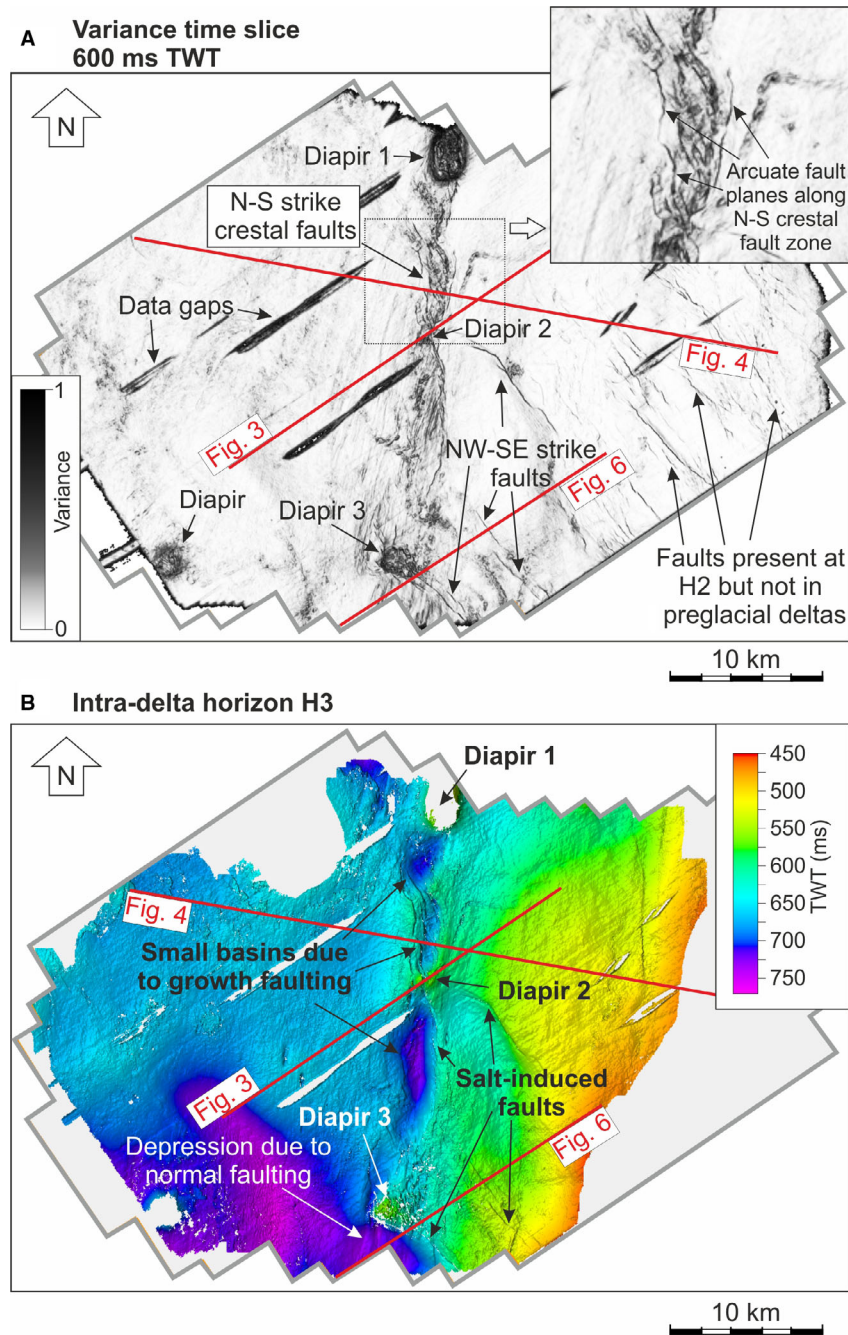 A Variance time slice
600 ms TWT
N
Diapir 1
N-S strike
crestal faults
Arcuate fault
planes along
N-S crestal
fault zone
Data gaps
Diapir 2
Fig. 4
1
Variance
0
Fig. 3
NW-SE strike
faults
Fig. 6
Diapir
Diapir 3
Faults present at
H2 but not in
preglacial deltas
10 km
B Intra-delta horizon H3
N
Diapir 1
450
500
550
600
650
700
750
TWT (ms)
Fig. 4
Small basins due
to growth faulting
Diapir 2
Fig. 3
Salt-induced
faults
Diapir 3
Fig. 6
Depression due to
normal faulting
10 km